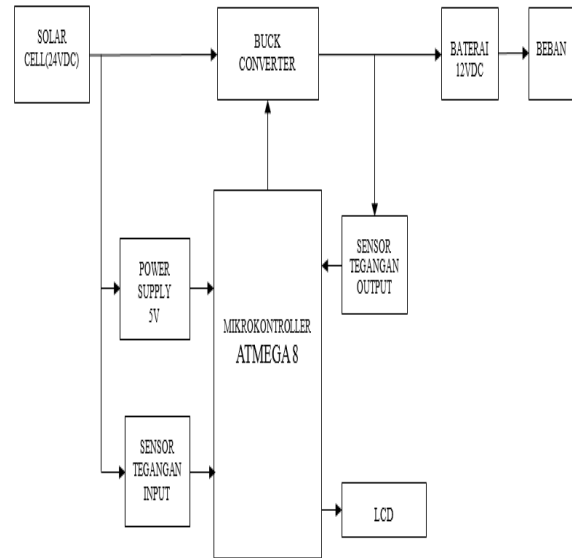 SOLAR
CELL(24VDC)
BUCK
CONVERTER
BATERAI
12VDC
BEBAN
SENSOR
TEGANGAN
OUTPUT
POWER
SUPPLY
5V
MIKROKONTROLLER
ATMEGA 8
SENSOR
TEGANGAN
INPUT
LCD